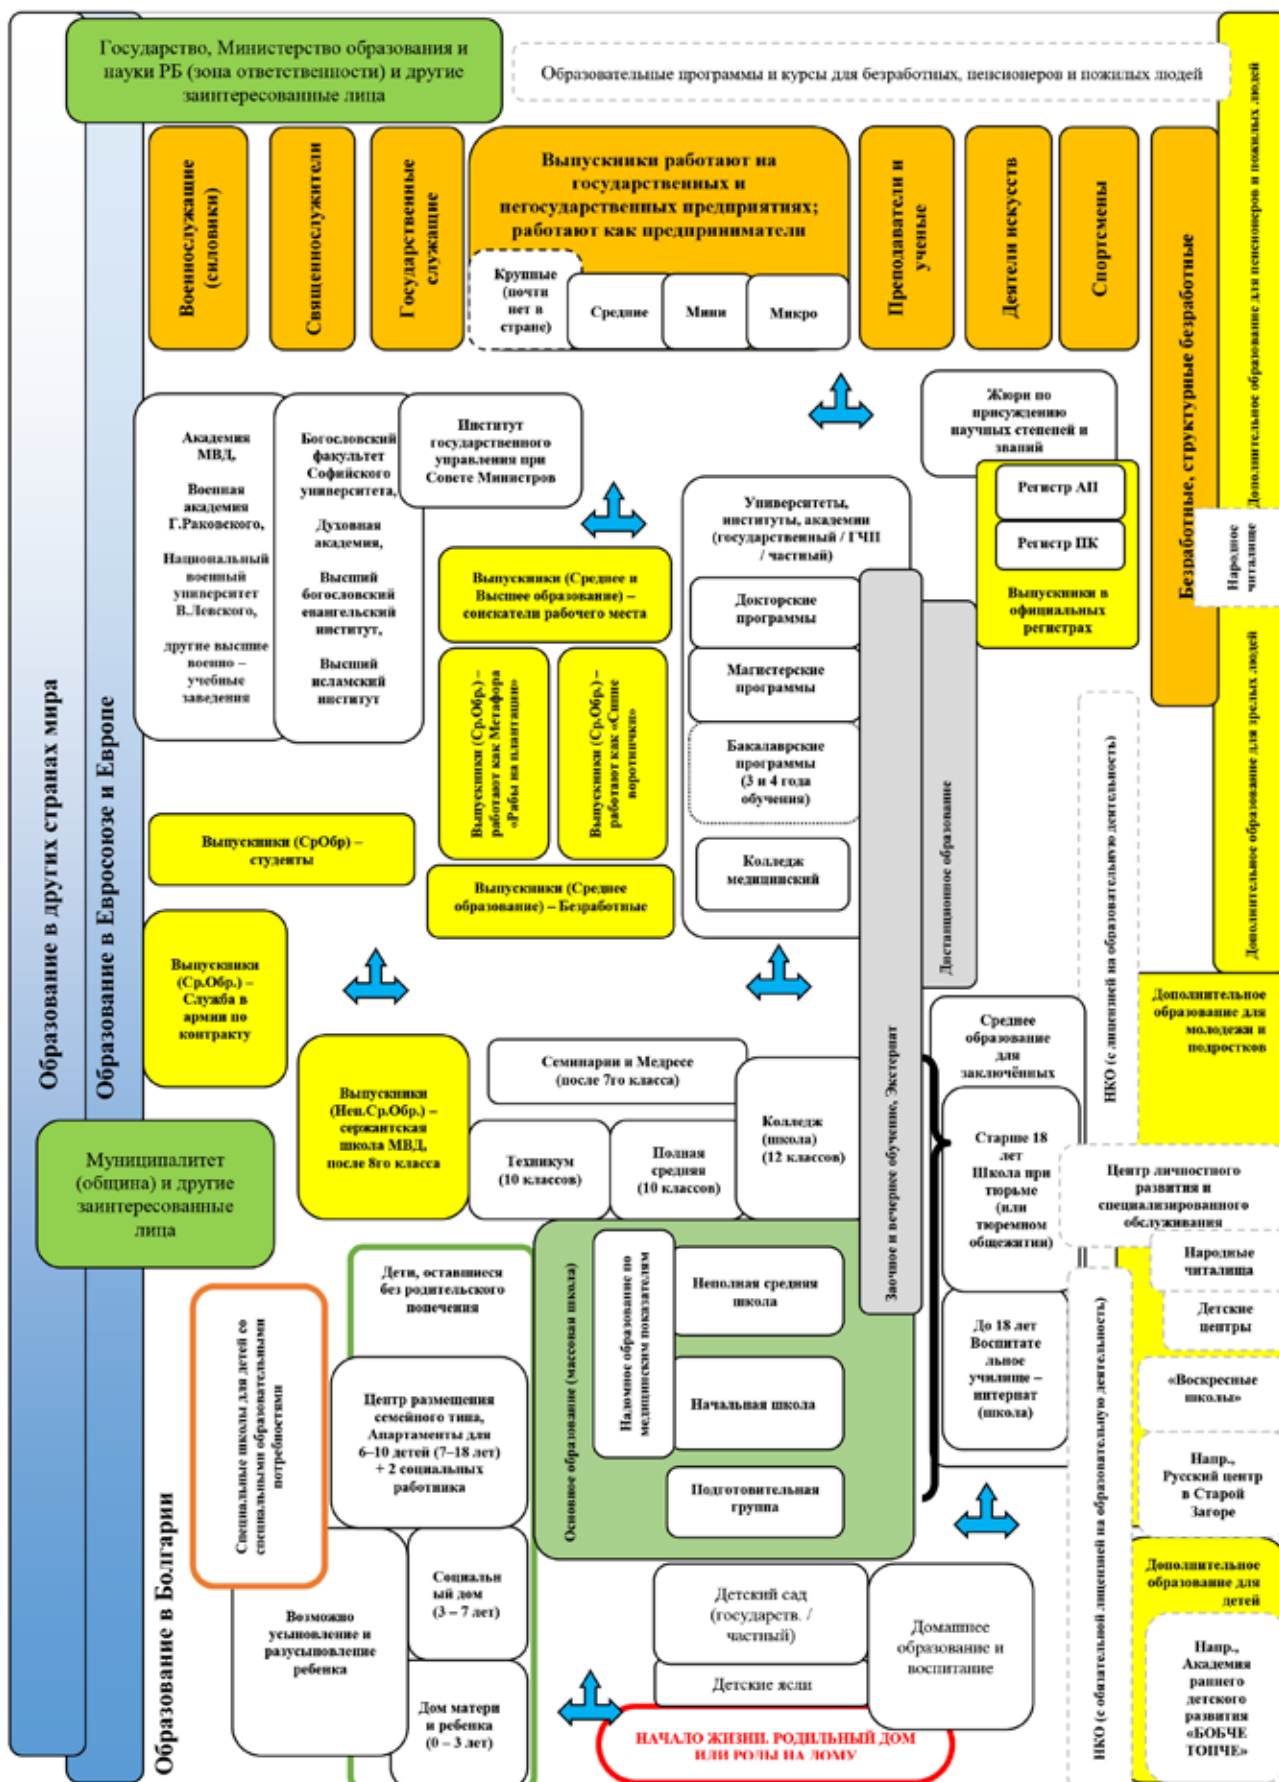 Государство, Министерство образования и
науки РБ (зона ответственности) и другие
заинтересованные лица
Образовательные программы и курсы для безработных, пенсионеров и пожилых людей
Образование в других странах мира
Образование в Евросоюзе и Европе
Образование в Болгарии
Военнослужащие
(силовики)
Священнослужители
Государственные
служащие
Выпускники работают на
государственных и
негосударственных предприятиях;
работают как предприниматели
Крупные
(почти
нет в
стране)
Средние
Мини
Микро
Преподаватели и
ученые
Деятели искусств
Спортсмены
Безработные, структурные безработные
Дополнительное образование для пенсионеров и пожилых людей
Народное
читалище
Дополнительное образование для зрелых людей
Академия
МВД,
Военная
академия
Г.Раковского,
Национальный
военный
университет
В.Левского,
другие высшие
военно –
учебные
заведения
Богословский
факультет
Софийского
университета,
Духовная
академия,
Высший
богословский
евангельский
институт,
Высший
исламский
институт
Институт
государственного
управления при
Совете Министров
Жюри по
присуждению
научных степеней и
званий
Регистр АП
Регистр ПК
Выпускники в
официальных
регистрах
Университеты,
институты, академии
(государственный / ГЧП
/ частный)
Докторские
программы
Магистерские
программы
Бакалаврские
программы
(3 и 4 года
обучения)
Колледж
медицинский
Выпускники (Среднее и
Высшее образование) –
соискатели рабочего места
Выпускники (Ср.Обр.) –
работают как Метафора
«Рабы на плантации»
Выпускники (Ср.Обр.) –
работают как «Синие
воротнички»
Выпускники (Среднее
образование) – Безработные
Выпускники (СрОбр) –
студенты
Выпускники
(Ср.Обр.) –
Служба в
армии по
контракту
Выпускники
(Неп.Ср.Обр.) –
сержантская
школа МВД,
после 8го класса
Дистанционное образование
Заочное и вечернее обучение, Экстернат
НКО (с лицензией на образовательную деятельность)
Дополнительное
образование для
молодежи и
подростков
Среднее
образование
для
заключённых
Старше 18
лет
Школа при
тюрьме
(или
тюремном
общежитии)
До 18 лет
Воспитате
льное
училище –
интернат
(школа)
Семинарии и Медресе
(после 7го класса)
Техникум
(10 классов)
Полная
средняя
(10 классов)
Колледж
(школа)
(12 классов)
Муниципалитет
(община) и другие
заинтересованные
лица
Центр личностного
развития и
специализированного
обслуживания
Народные
читалища
Детские
центры
«Воскресные
школы»
Напр.,
Русский центр
в Старой
Загоре
Основное образование (массовая школа)
Надомное образование по
медицинским показателям
Неполная средняя
школа
Начальная школа
Подготовительная
группа
Дети, оставшиеся
без родительского
попечения
Специальные школы для детей со
специальными образовательными
потребностями
Центр размещения
семейного типа,
Апартаменты для
6–10 детей (7–18 лет)
+ 2 социальных
работника
Социальн
ый дом
(3 – 7 лет)
Возможно
усыновление и
разусыновление
ребенка
Дом матери
и ребенка
(0 – 3 лет)
Детский сад
(государств. /
частный)
Детские ясли
Домашнее
образование и
воспитание
НАЧАЛО ЖИЗНИ. РОДИЛЬНЫЙ ДОМ
ИЛИ РОДЫ НА ДОМУ
НКО (с обязательной лицензией на образовательную деятельность)
Дополнительное
образование для
детей
Напр.,
Академия
раннего
детского
развития
«БОБЧЕ
ТОПЧЕ»